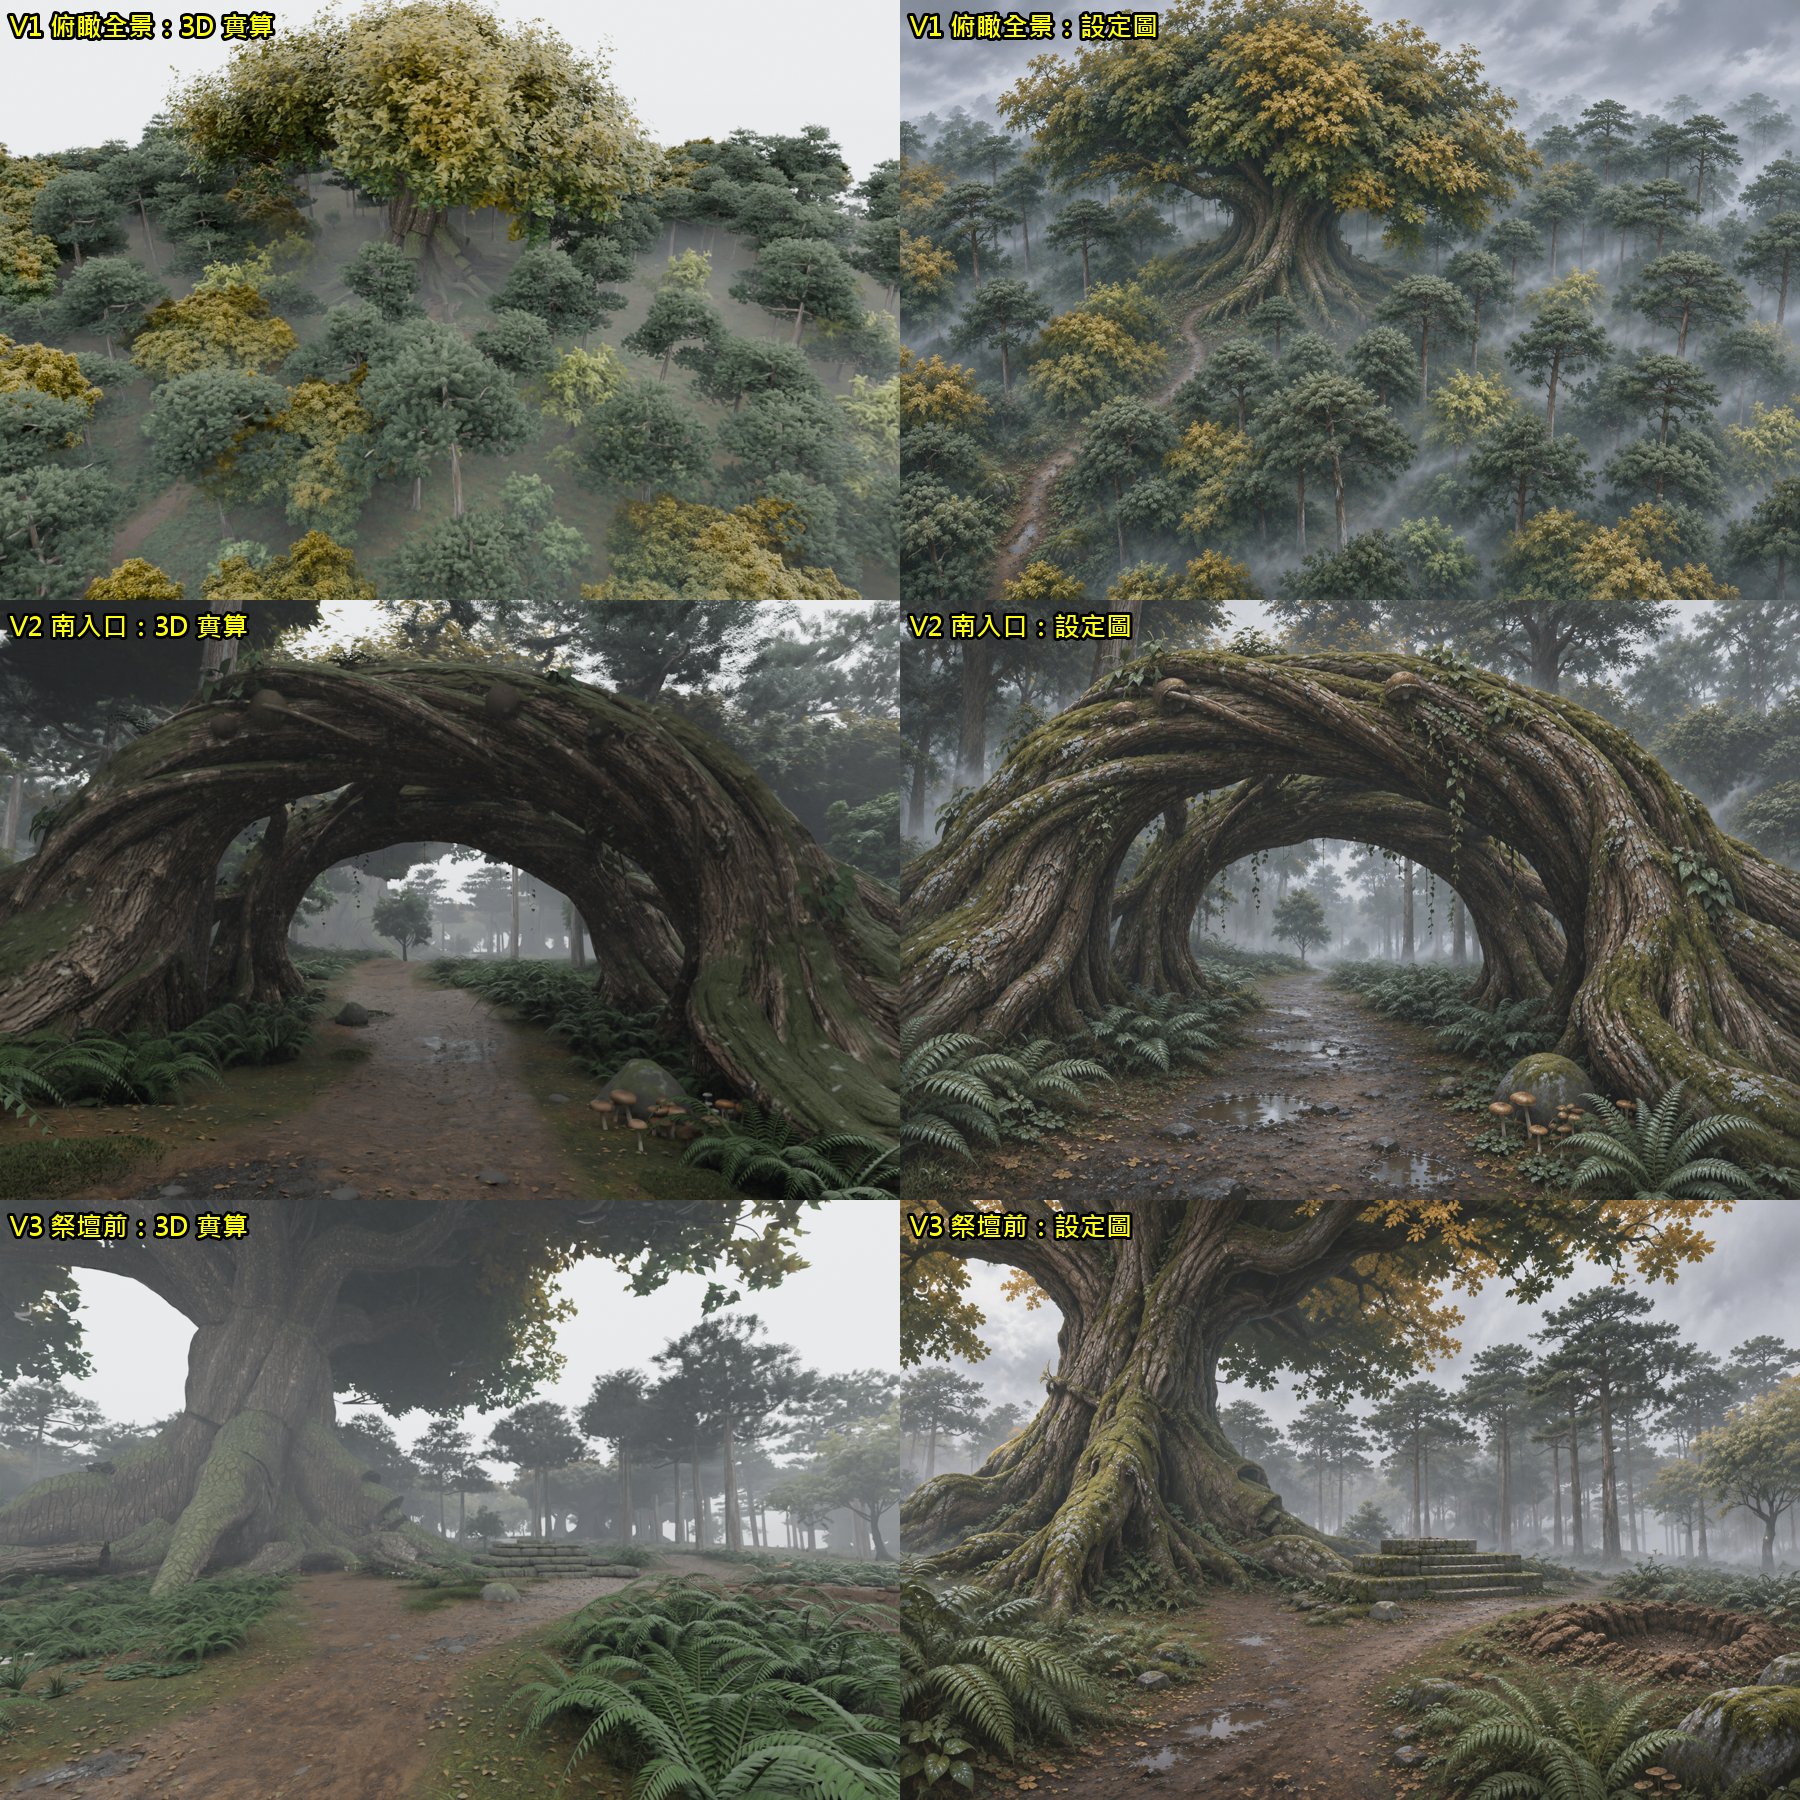 V1 俯瞰全景：3D 實算
V1 俯瞰全景：設定圖
V2 南入口：3D 實算
V2 南入口：設定圖
V3 祭壇前：3D 實算
V3 祭壇前：設定圖